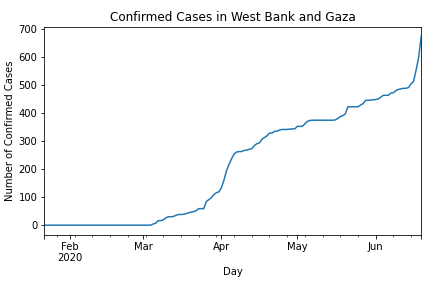 Confirmed Cases in West Bank and Gaza
Number of Confirmed Cases
700
600
500
400
300
200
100
0
Feb
2020
Mar
Apr
May
Jun
Day